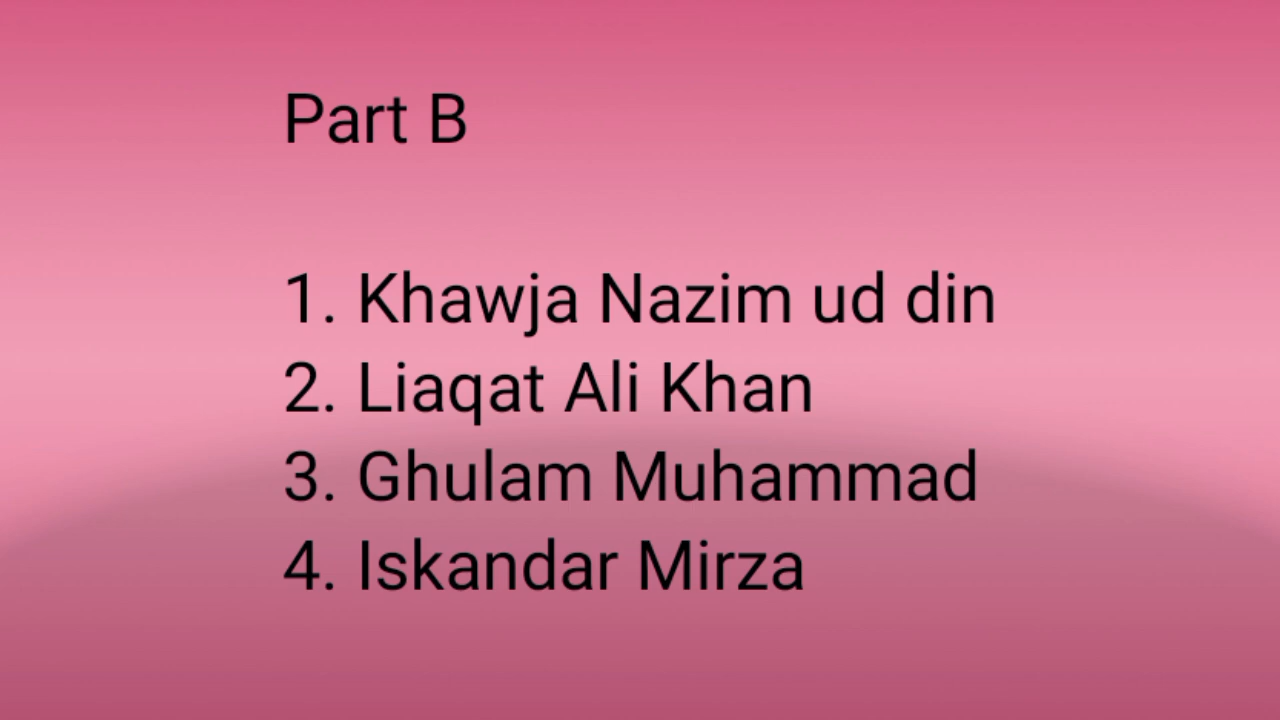 Part B
1. Khawja Nazim ud din
2. Liaqat Ali Khan
3. Ghulam Muhammad
4. Iskandar Mirza